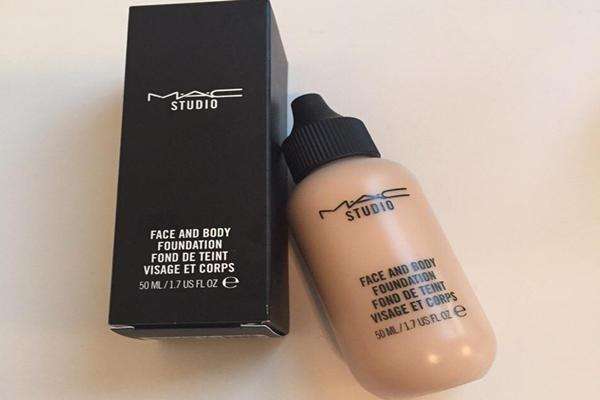 MAC
STUDIO
FACE AND BODY
FOUNDATION
FOND DE TEINT
VISAGE ET CORPS
50 ML / 1.7 US FL OZ ℮
MAC
STUDIO
FACE AND BODY
FOUNDATION
FOND DE TEINT
VISAGE ET CORPS
50 ML / 1.7 US FL OZ ℮